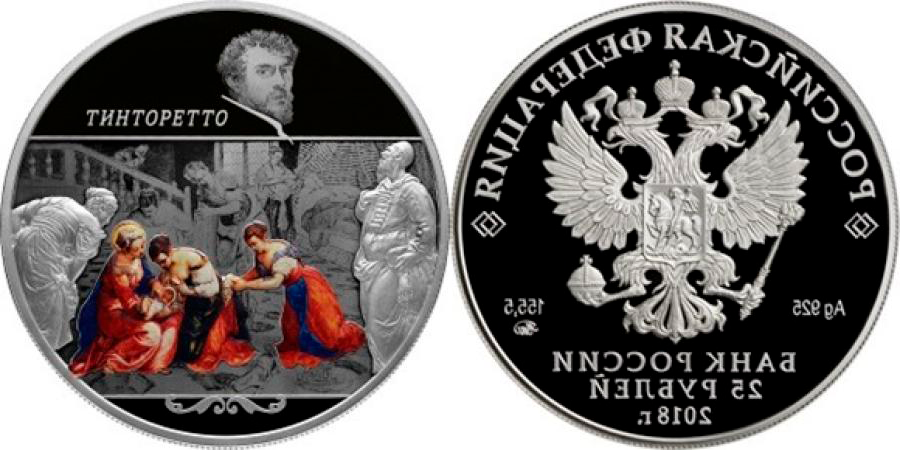 ТИНТОРЕТТО
РОССИЙСКАЯ ФЕДЕРАЦИЯ
Ag 925
155,5
БАНК РОССИИ
25 РУБЛЕЙ
2018 г.